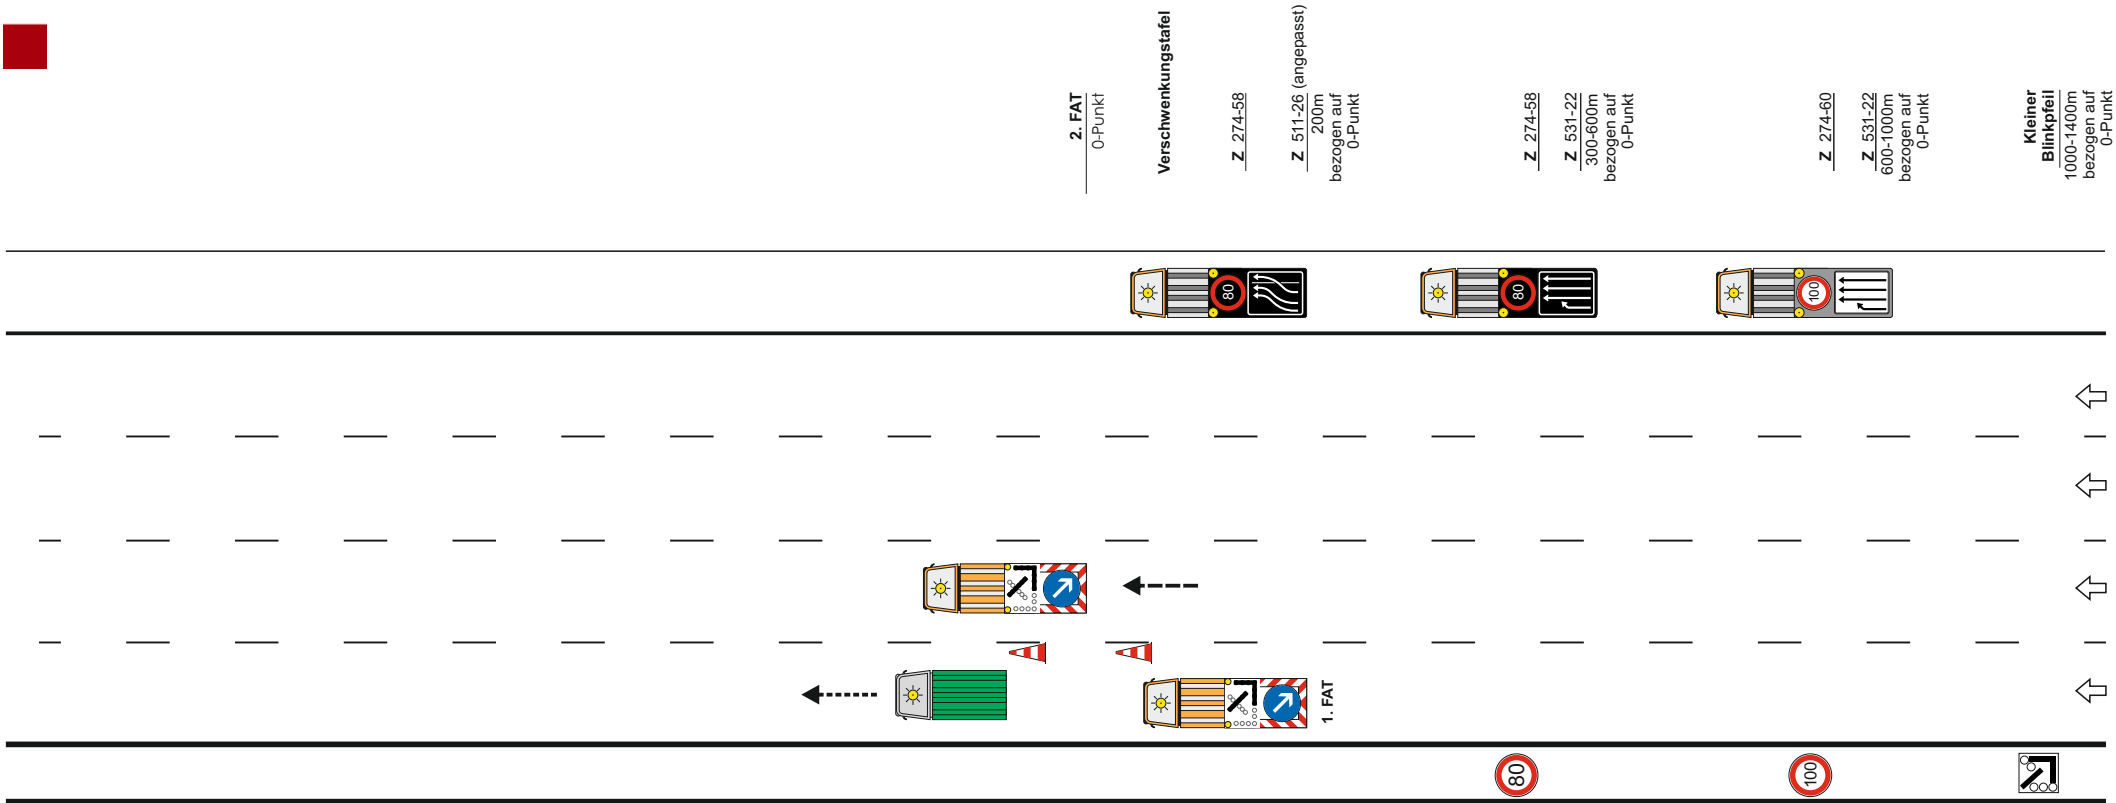 2. FAT
0-Punkt
Verschwenkungstafel
Z 274-58
Z 511-26 (angepasst)
200m
bezogen auf
0-Punkt
Z 274-58
Z 531-22
300-600m
bezogen auf
0-Punkt
Z 274-60
Z 531-22
600-1000m
bezogen auf
0-Punkt
Kleiner
Blinkpfeil
1000-1400m
bezogen auf
0-Punkt
80
80
100
1. FAT
80
100